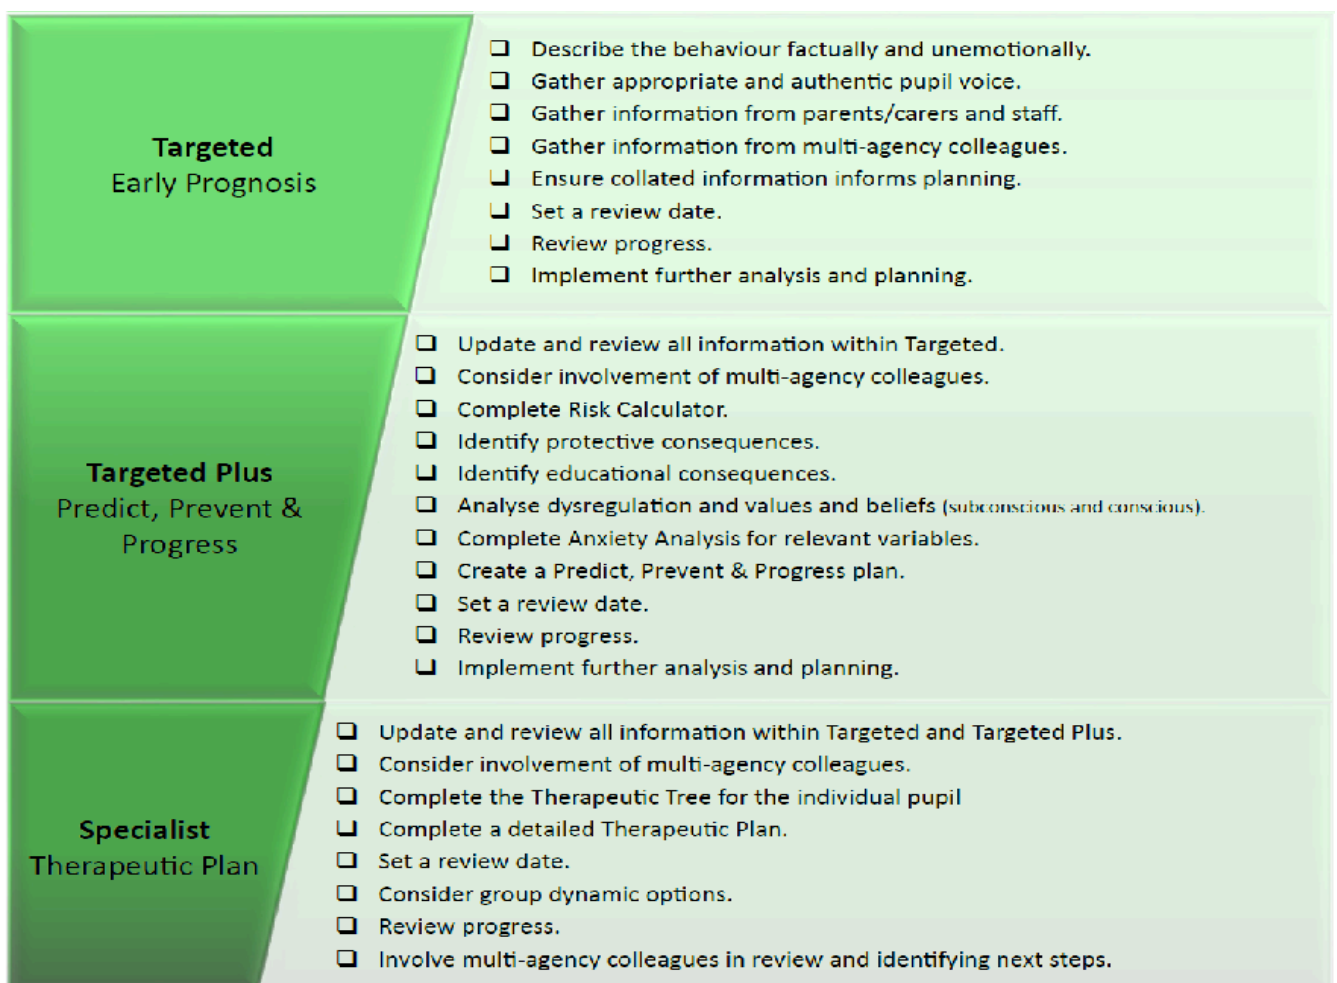 Targeted
Early Prognosis
❑ Describe the behaviour factually and unemotionally.
❑ Gather appropriate and authentic pupil voice.
❑ Gather information from parents/carers and staff.
❑ Gather information from multi-agency colleagues.
❑ Ensure collated information informs planning.
❑ Set a review date.
❑ Review progress.
❑ Implement further analysis and planning.
Targeted Plus
Predict, Prevent &
Progress
❑ Update and review all information within Targeted.
❑ Consider involvement of multi-agency colleagues.
❑ Complete Risk Calculator.
❑ Identify protective consequences.
❑ Identify educational consequences.
❑ Analyse dysregulation and values and beliefs (subconscious and conscious).
❑ Complete Anxiety Analysis for relevant variables.
❑ Create a Predict, Prevent & Progress plan.
❑ Set a review date.
❑ Review progress.
❑ Implement further analysis and planning.
Specialist
Therapeutic Plan
❑ Update and review all information within Targeted and Targeted Plus.
❑ Consider involvement of multi-agency colleagues.
❑ Complete the Therapeutic Tree for the individual pupil
❑ Complete a detailed Therapeutic Plan.
❑ Set a review date.
❑ Consider group dynamic options.
❑ Review progress.
❑ Involve multi-agency colleagues in review and identifying next steps.